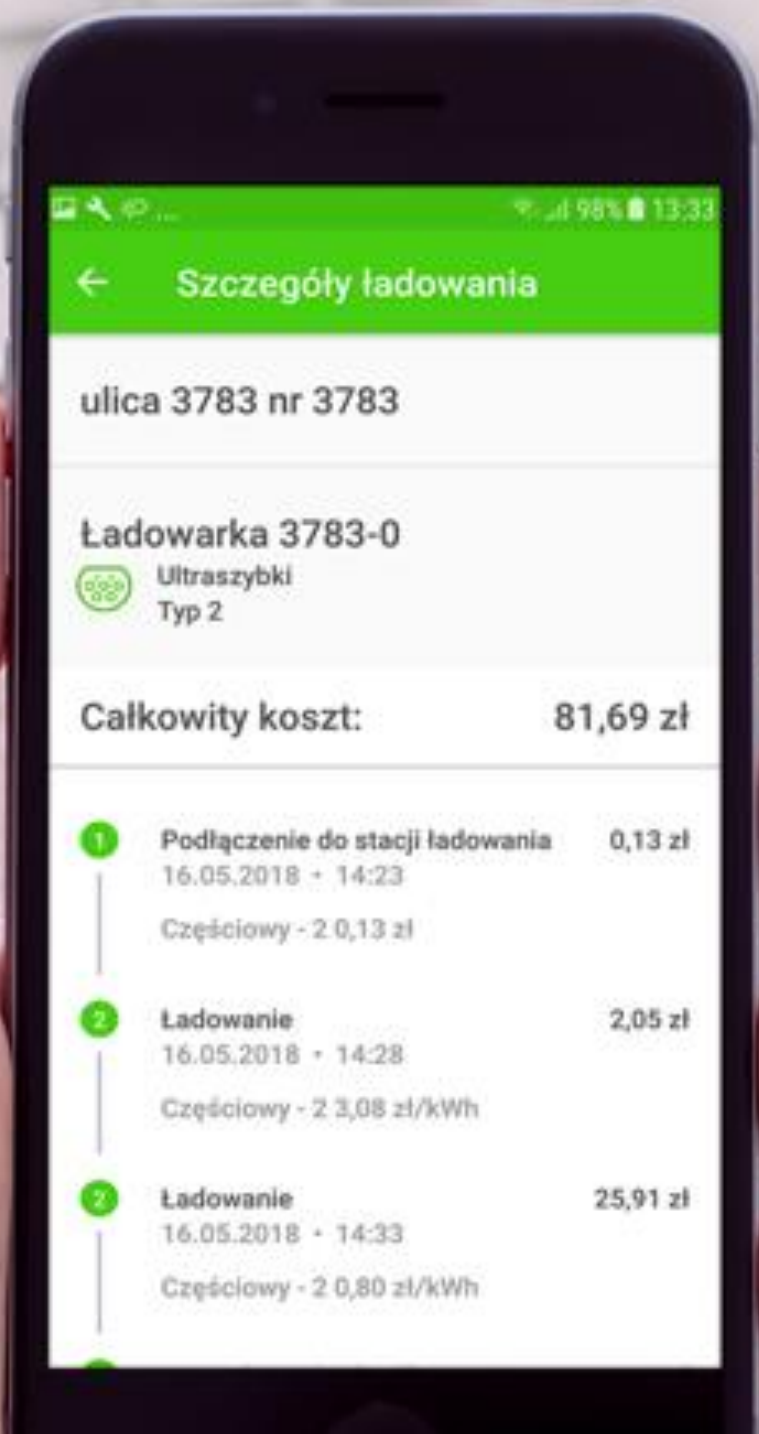 ... 98% 13:33
Szczegóły ładowania
ulica 3783 nr 3783
Ładowarka 3783-0
Ultraszybki
Typ 2
Całkowity koszt: 81,69 zł
1 Podłączenie do stacji ładowania 0,13 zł
16.05.2018 • 14:23
Częściowy - 2 0,13 zł
2 Ładowanie 2,05 zł
16.05.2018 • 14:28
Częściowy - 2 3,08 zł/kWh
2 Ładowanie 25,91 zł
16.05.2018 • 14:33
Częściowy - 2 0,80 zł/kWh